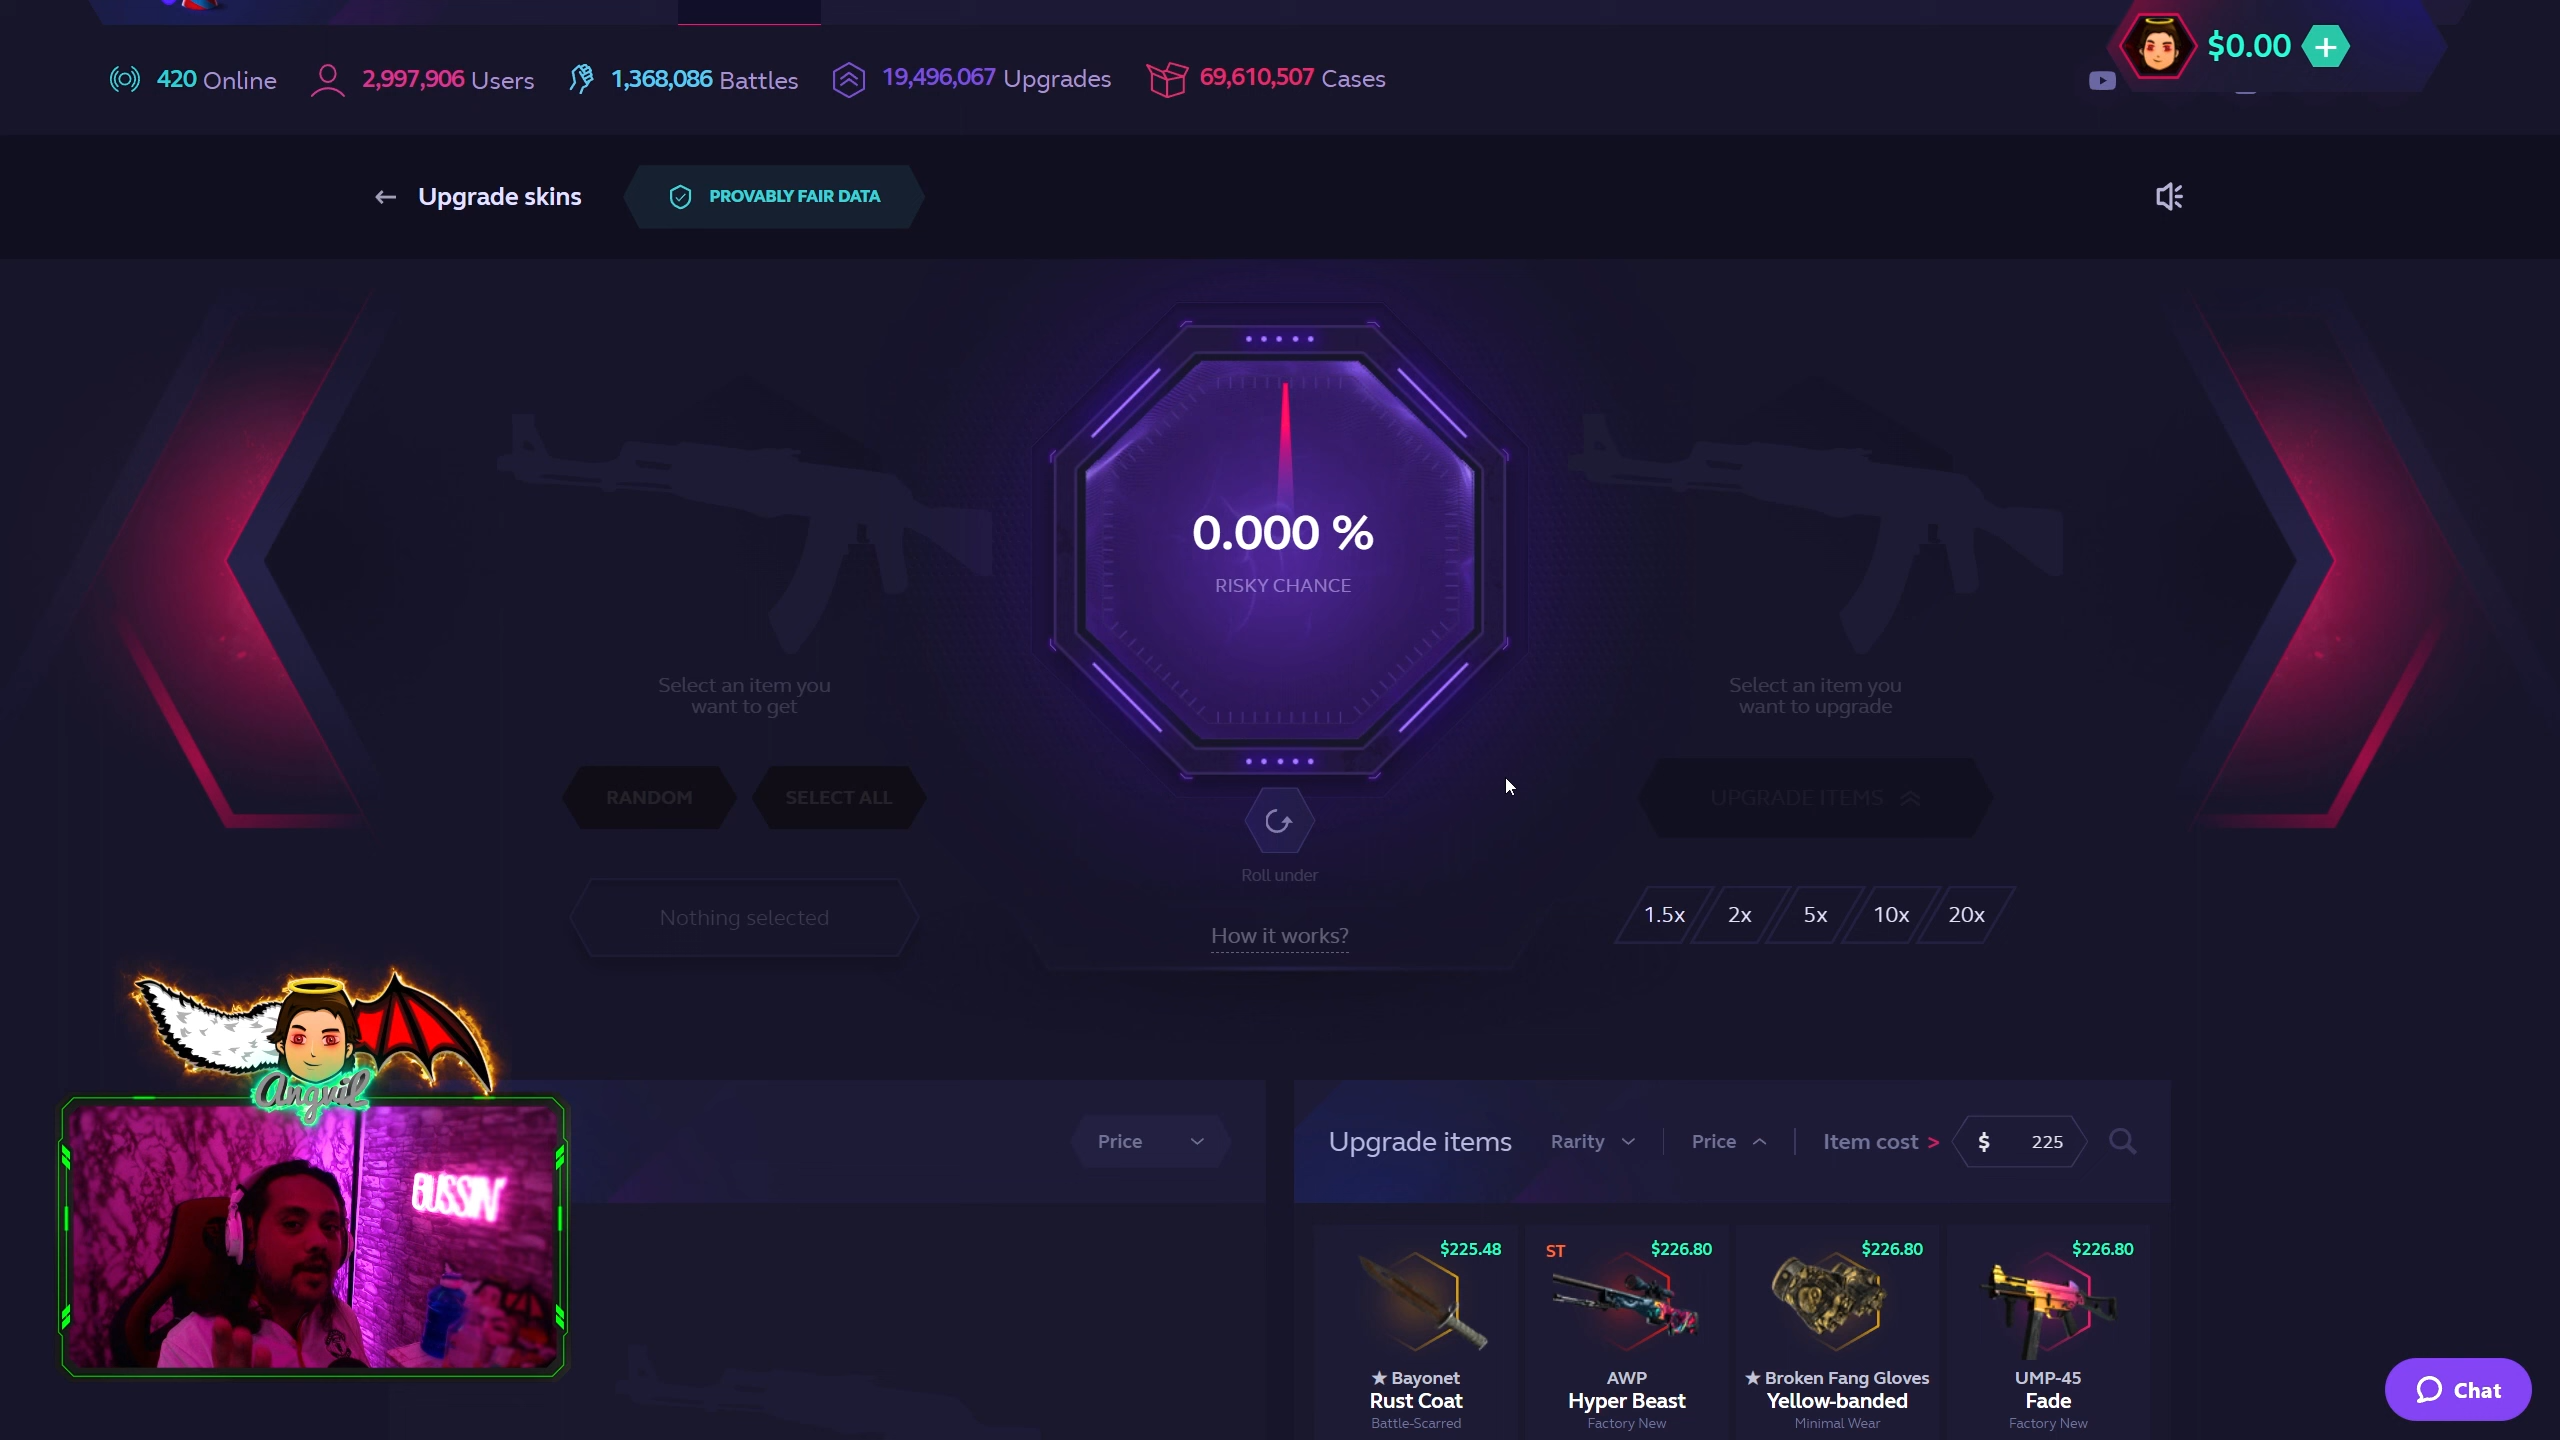 420 Online
2,997,906 Users
1,368,086 Battles
19,496,067 Upgrades
69,610,507 Cases
$0.00
Upgrade skins
PROVABLY FAIR DATA
0.000 %
RISKY CHANCE
Select an item you
want to get
RANDOM
SELECT ALL
Nothing selected
Roll under
How it works?
Select an item you
want to upgrade
UPGRADE ITEMS
1.5x
2x
5x
10x
20x
Angvil
BUSSIN'
Price
Upgrade items
Rarity
Price
Item cost >
$ 225
$225.48
★ Bayonet
Rust Coat
Battle-Scarred
ST
$226.80
AWP
Hyper Beast
Factory New
$226.80
★ Broken Fang Gloves
Yellow-banded
Minimal Wear
$226.80
UMP-45
Fade
Factory New
Chat